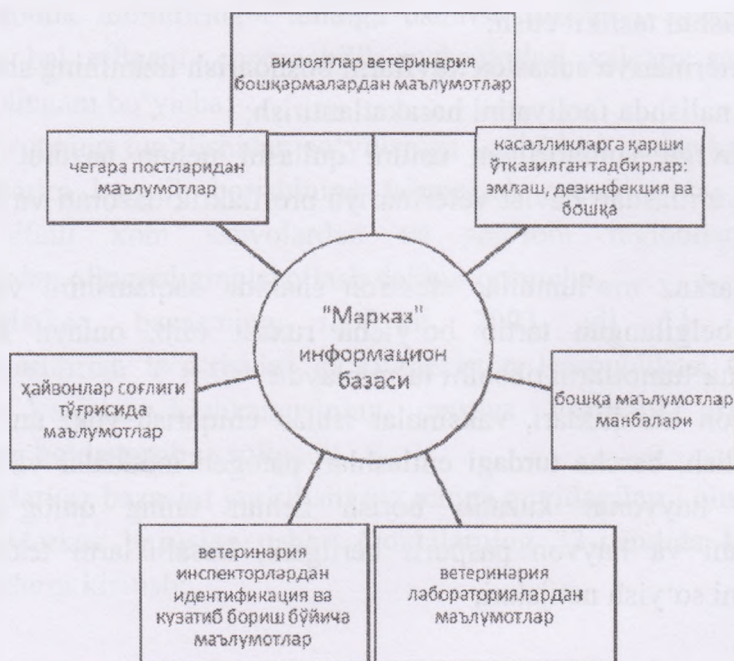 вилоятлар ветеринария
бошқармалардан маълумотлар
чегара постларидан
маълумотлар
касалликларга қарши
ўтказилган тадбирлар:
эмлаш, дезинфекция ва
бошқа
"Марказ"
информацион
базаси
ҳайвонлар соғлиги
тўғрисида
маълумотлар
бошқа маълумотлар
манбалари
ветеринария
инспекторлардан
идентификация ва
кузатиб бориш бўйича
маълумотлар
ветеринария
лабораториялардан
маълумотлар